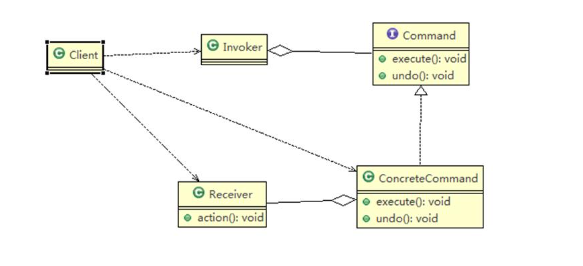 C Client
C Invoker
I Command
execute(): void
undo(): void
C Receiver
action(): void
C ConcreteCommand
execute(): void
undo(): void